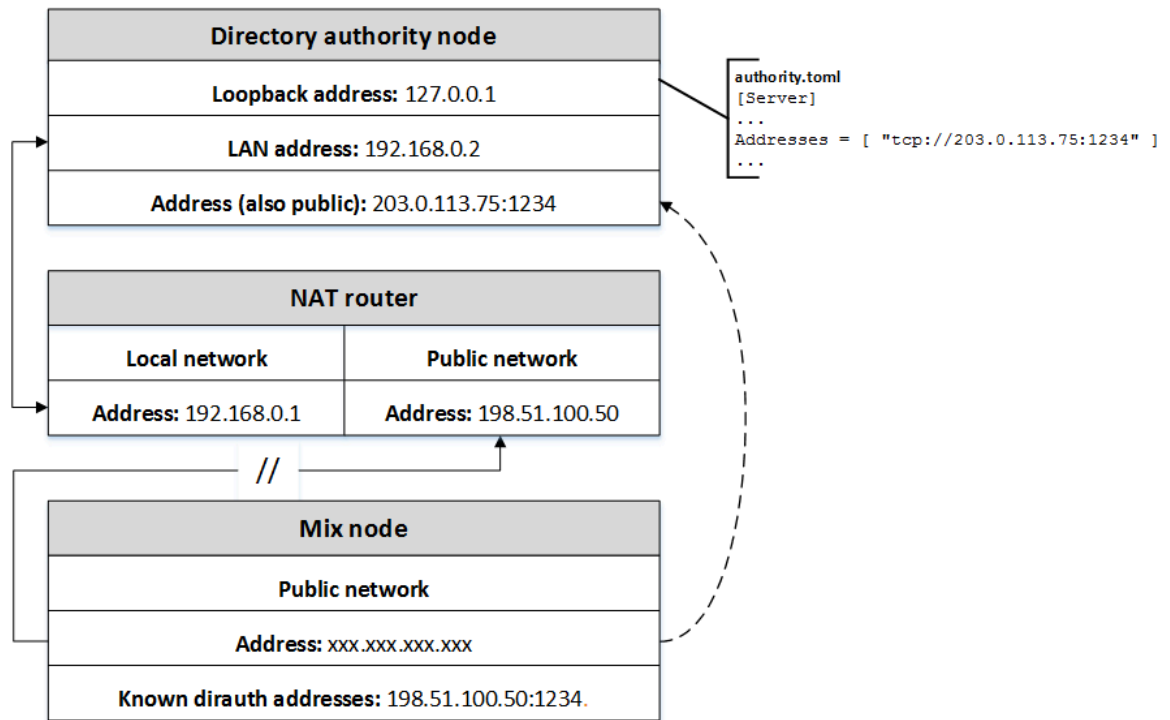 Directory authority node
Loopback address: 127.0.0.1
LAN address: 192.168.0.2
Address (also public): 203.0.113.75:1234
authority.toml
[Server]
...
Addresses = [ "tcp://203.0.113.75:1234" ]
...
NAT router
Local network
Public network
Address: 192.168.0.1
Address: 198.51.100.50
//
Mix node
Public network
Address: xxx.xxx.xxx.xxx
Known dirauth addresses: 198.51.100.50:1234.